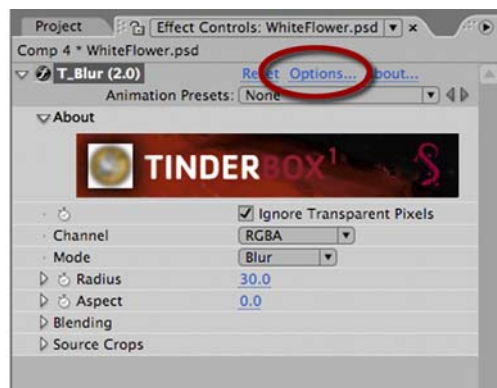 Project Effect Controls: WhiteFlower.psd
Comp 4 * WhiteFlower.psd
T_Blur (2.0) Reset Options... About...
Animation Presets: None
About
TINDERBOX 1
Ignore Transparent Pixels
Channel RGBA
Mode Blur
Radius 30.0
Aspect 0.0
Blending
Source Crops